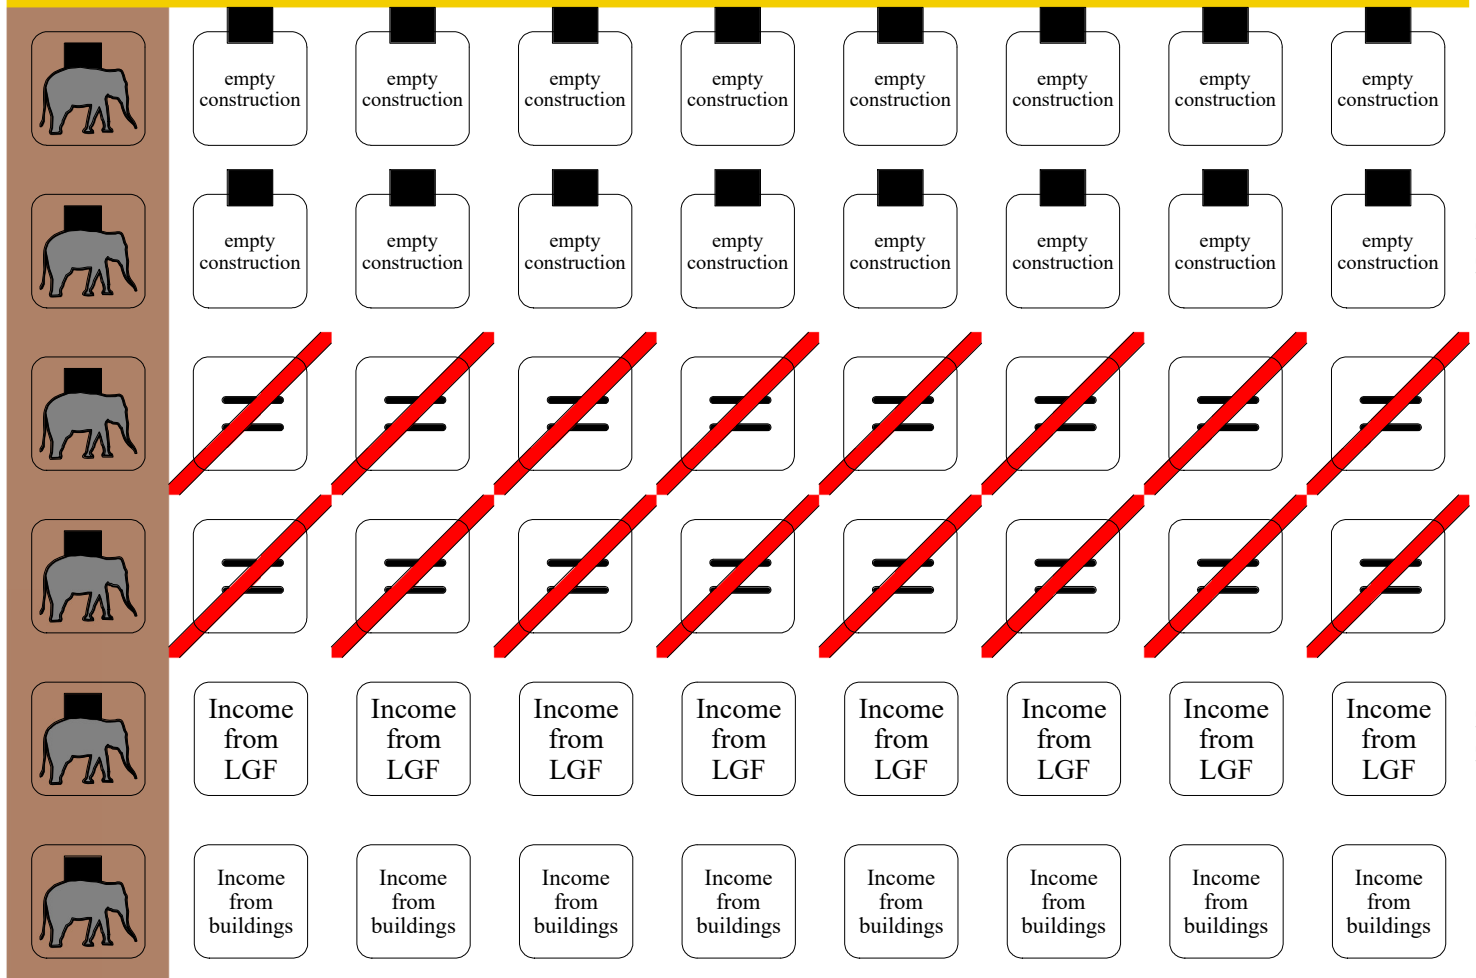 empty empty empty empty empty empty empty empty
construction construction construction construction construction construction construction construction
empty empty empty empty empty empty empty empty
construction construction construction construction construction construction construction construction
Income Income Income Income Income Income Income Income
from from from from from from from from
LGF LGF LGF LGF LGF LGF LGF LGF
Income Income Income Income Income Income Income Income
from from from from from from from from
buildings buildings buildings buildings buildings buildings buildings buildings